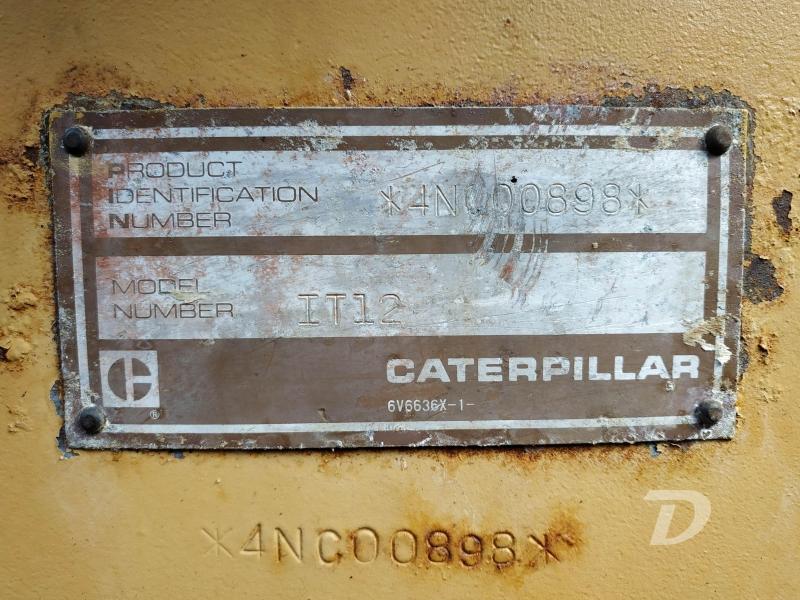 PRODUCT
IDENTIFICATION
NUMBER
*4NC00898*
MODEL
NUMBER
IT12
CATERPILLAR
6V6636X-1-
C
®
*4NC00898*
D